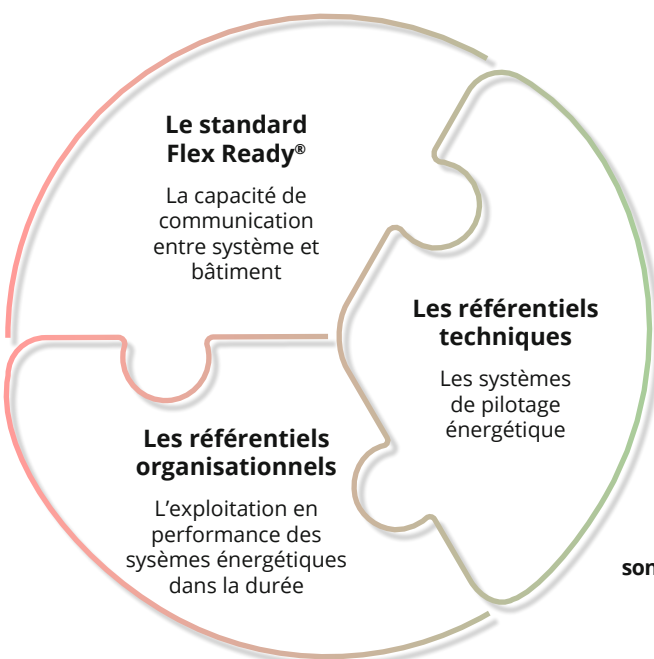 Le standard
Flex Ready®
La capacité de
communication
entre système et
bâtiment
Les référentiels
techniques
Les systèmes
de pilotage
énergétique
Les référentiels
organisationnels
L’exploitation en
performance des
sysèmes énergétiques
dans la durée
son